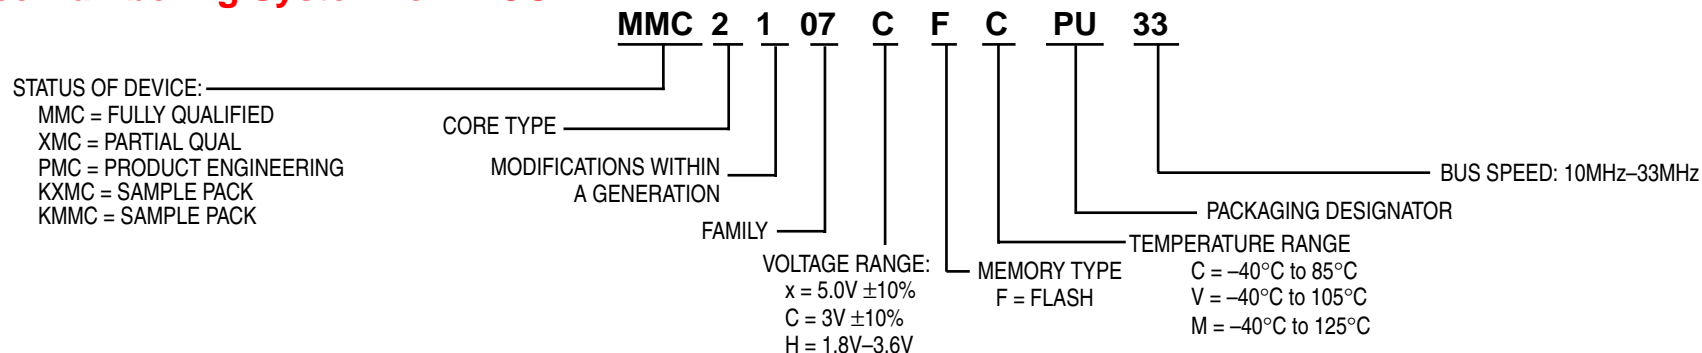 MMC 2 1 07 C F C PU 33
STATUS OF DEVICE:
MMC = FULLY QUALIFIED
XMC = PARTIAL QUAL
PMC = PRODUCT ENGINEERING
KXMC = SAMPLE PACK
KMMC = SAMPLE PACK
CORE TYPE
MODIFICATIONS WITHIN
A GENERATION
FAMILY
VOLTAGE RANGE:
x = 5.0V ±10%
C = 3V ±10%
H = 1.8V–3.6V
MEMORY TYPE
F = FLASH
BUS SPEED: 10MHz–33MHz
PACKAGING DESIGNATOR
TEMPERATURE RANGE
C = –40°C to 85°C
V = –40°C to 105°C
M = –40°C to 125°C